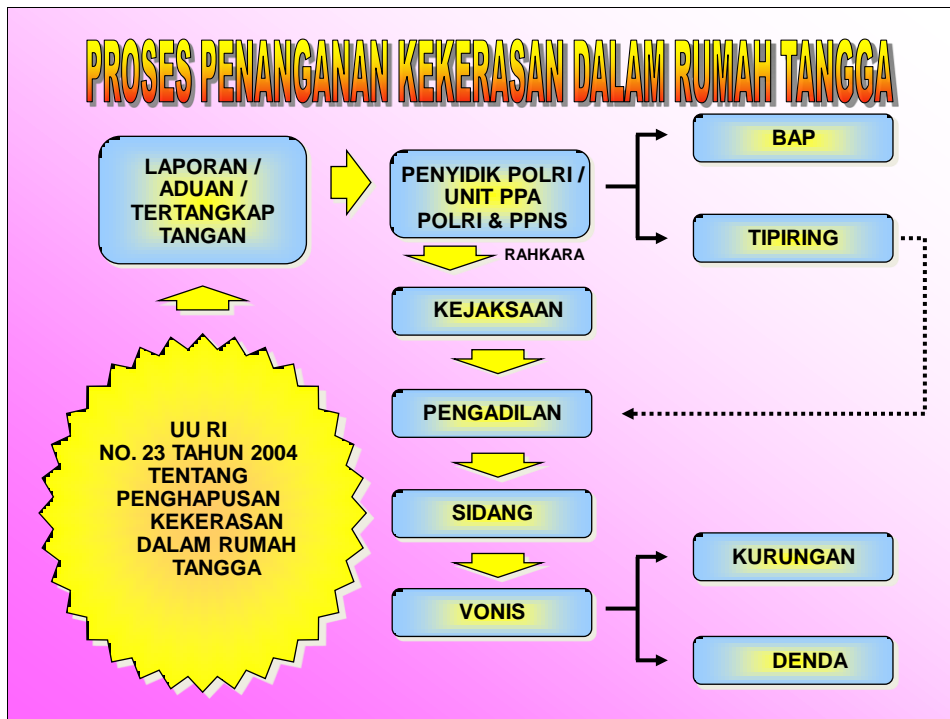 PROSES PENANGANAN KEKERASAN DALAM RUMAH TANGGA
LAPORAN /
ADUAN /
TERTANGKAP
TANGAN
PENYIDIK POLRI /
UNIT PPA
POLRI & PPNS
BAP
TIPIRING
RAHKARA
KEJAKSAAN
PENGADILAN
UU RI
NO. 23 TAHUN 2004
TENTANG
PENGHAPUSAN
KEKERASAN
DALAM RUMAH
TANGGA
SIDANG
VONIS
KURUNGAN
DENDA